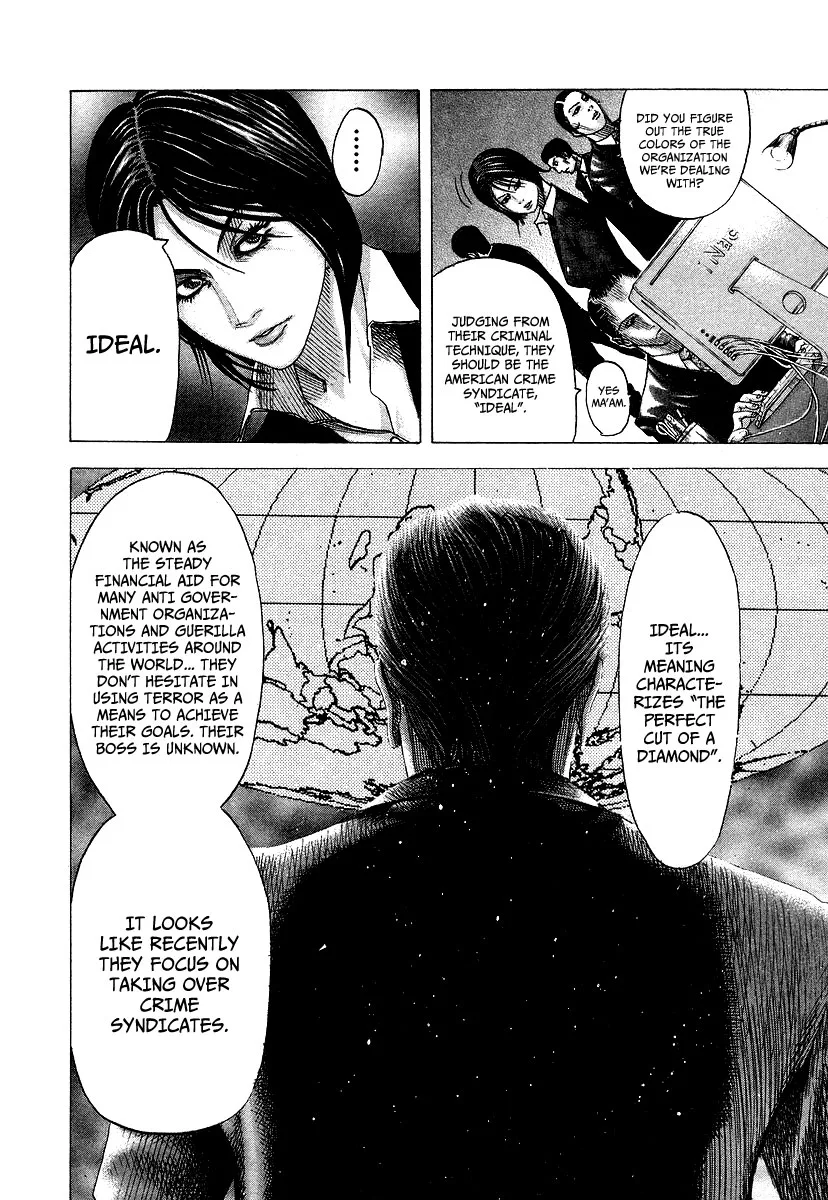 DID YOU FIGURE
OUT THE TRUE
COLORS OF THE
ORGANIZATION
WE'RE DEALING
WITH?
YES
MA'AM.
JUDGING FROM
THEIR CRIMINAL
TECHNIQUE, THEY
SHOULD BE THE
AMERICAN CRIME
SYNDICATE,
"IDEAL".
......
IDEAL.
IDEAL...
ITS
MEANING
CHARACTE-
RIZES "THE
PERFECT
CUT OF A
DIAMOND".
KNOWN AS
THE STEADY
FINANCIAL AID FOR
MANY ANTI GOVER-
NMENT ORGANIZA-
TIONS AND GUERILLA
ACTIVITIES AROUND
THE WORLD... THEY
DON'T HESITATE IN
USING TERROR AS A
MEANS TO ACHIEVE
THEIR GOALS. THEIR
BOSS IS UNKNOWN.
IT LOOKS
LIKE RECENTLY
THEY FOCUS ON
TAKING OVER
CRIME
SYNDICATES.